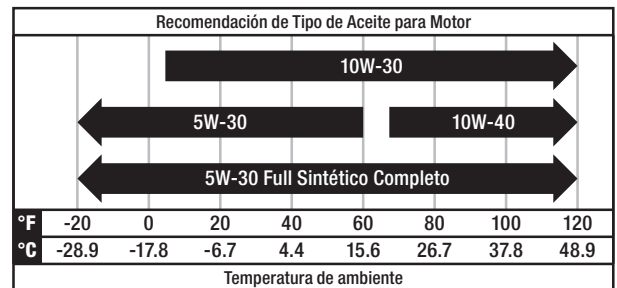 Recomendación de Tipo de Aceite para Motor
10W-30
5W-30 10W-40
5W-30 Full Sintético Completo
°F -20 0 20 40 60 80 100 120
°C -28.9 -17.8 -6.7 4.4 15.6 26.7 37.8 48.9
Temperatura de ambiente